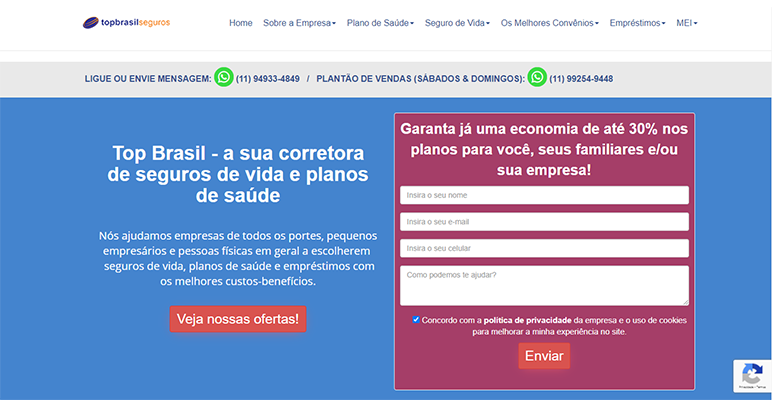 topbrasilseguros
Home Sobre a Empresa Plano de Saúde Seguro de Vida Os Melhores Convênios Empréstimos MEI
LIGUE OU ENVIE MENSAGEM: (11) 94933-4849 / PLANTÃO DE VENDAS (SÁBADOS & DOMINGOS): (11) 99254-9448
Top Brasil - a sua corretora
de seguros de vida e planos
de saúde
Nós ajudamos empresas de todos os portes, pequenos
empresários e pessoas físicas em geral a escolherem
seguros de vida, planos de saúde e empréstimos com
os melhores custos-benefícios.
Veja nossas ofertas!
Garanta já uma economia de até 30% nos
planos para você, seus familiares e/ou
sua empresa!
Insira o seu nome
Insira o seu e-mail
Insira o seu celular
Como podemos te ajudar?
Concordo com a política de privacidade da empresa e o uso de cookies
para melhorar a minha experiência no site.
Enviar